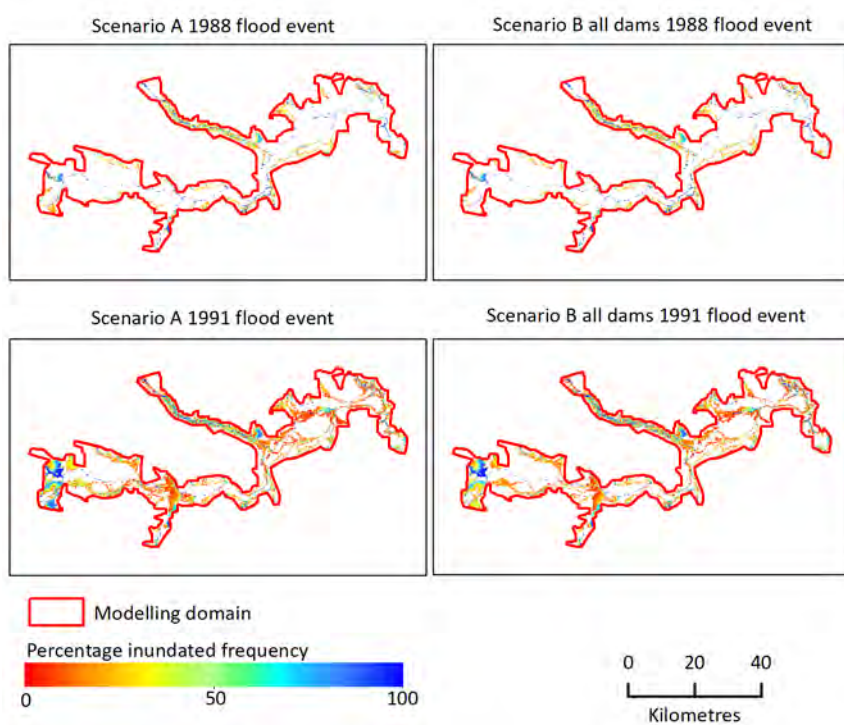 Scenario A 1988 flood event
Scenario B all dams 1988 flood event
Scenario A 1991 flood event
Scenario B all dams 1991 flood event
Modelling domain
Percentage inundated frequency
0 50 100
0 20 40
Kilometres